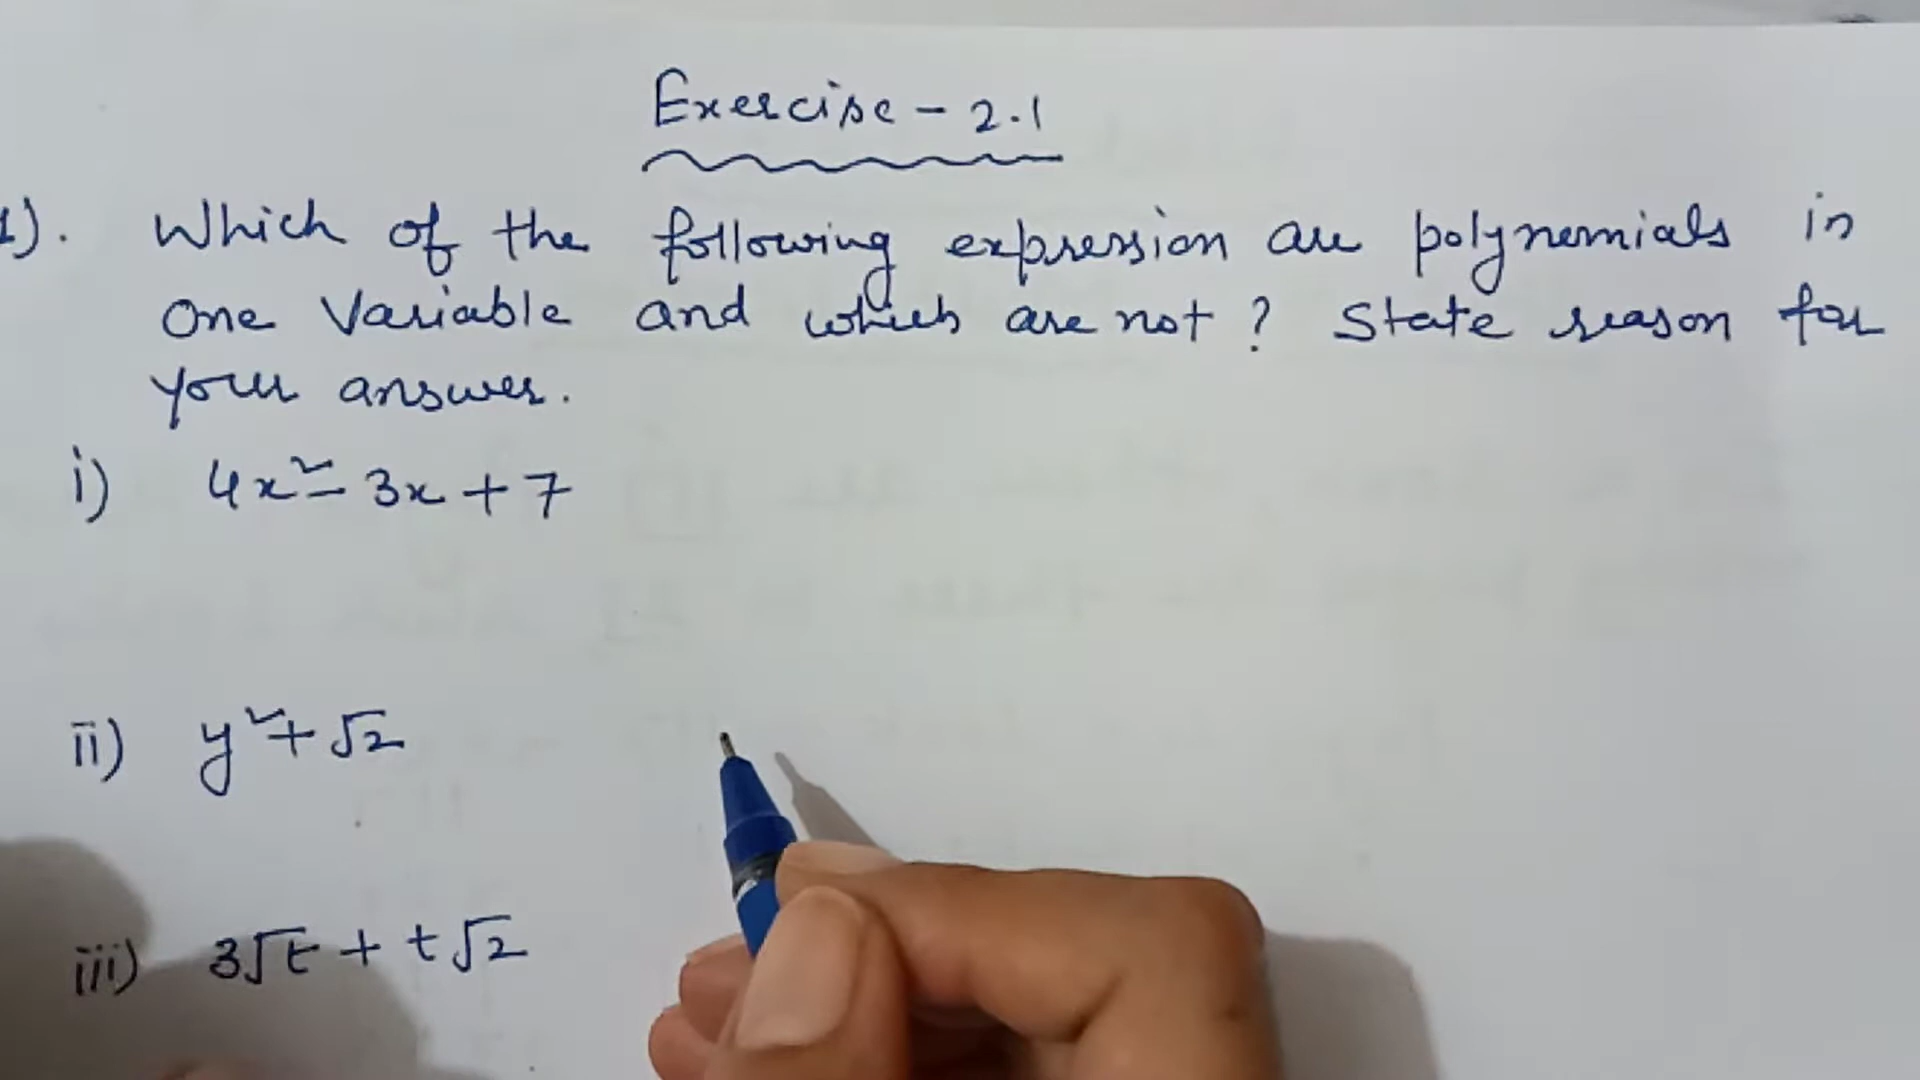 Exercise - 2.1
1). Which of the following expression are polynomials in
One Variable and which are not ? State reason for
your answer.
i) 4x² - 3x + 7
ii) y² + √2
iii) 3√t + t√2